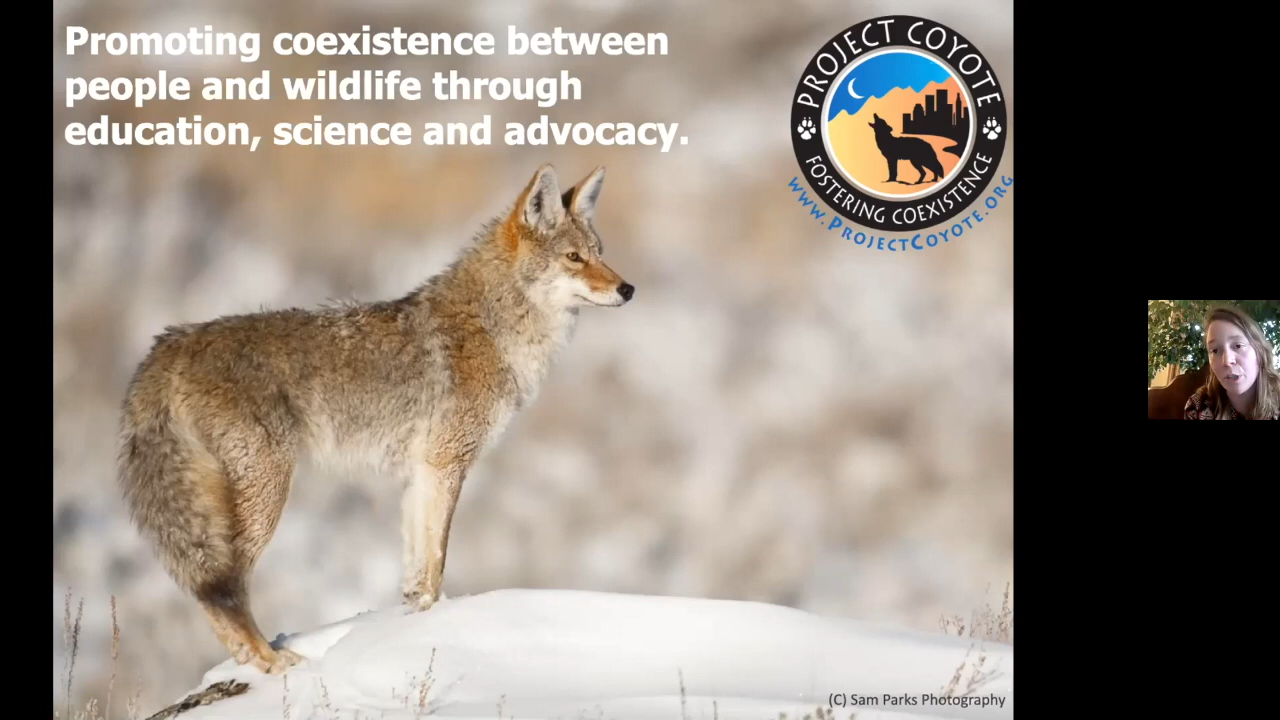 Promoting coexistence between
people and wildlife through
education, science and advocacy.
PROJECT COYOTE
FOSTERING COEXISTENCE
WWW.PROJECTCOYOTE.ORG
(C) Sam Parks Photography